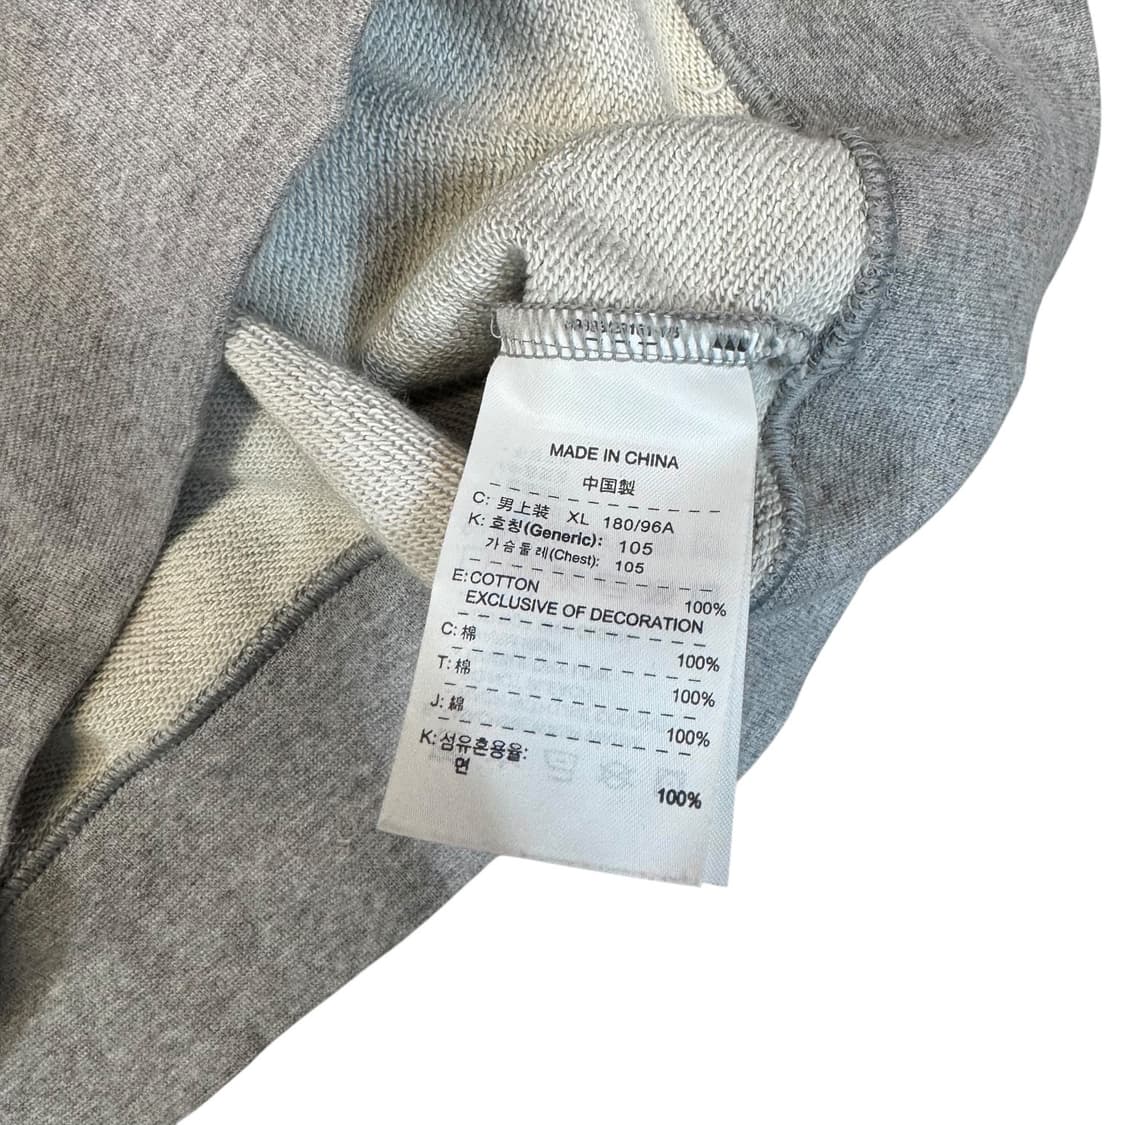 MADE IN CHINA
中国製
C: 男上装 XL 180/96A
K: 호칭(Generic): 105
가슴둘레(Chest): 105
E: COTTON 100%
EXCLUSIVE OF DECORATION
C: 棉 100%
T: 棉 100%
J: 綿 100%
K: 섬유혼용율:
면 100%